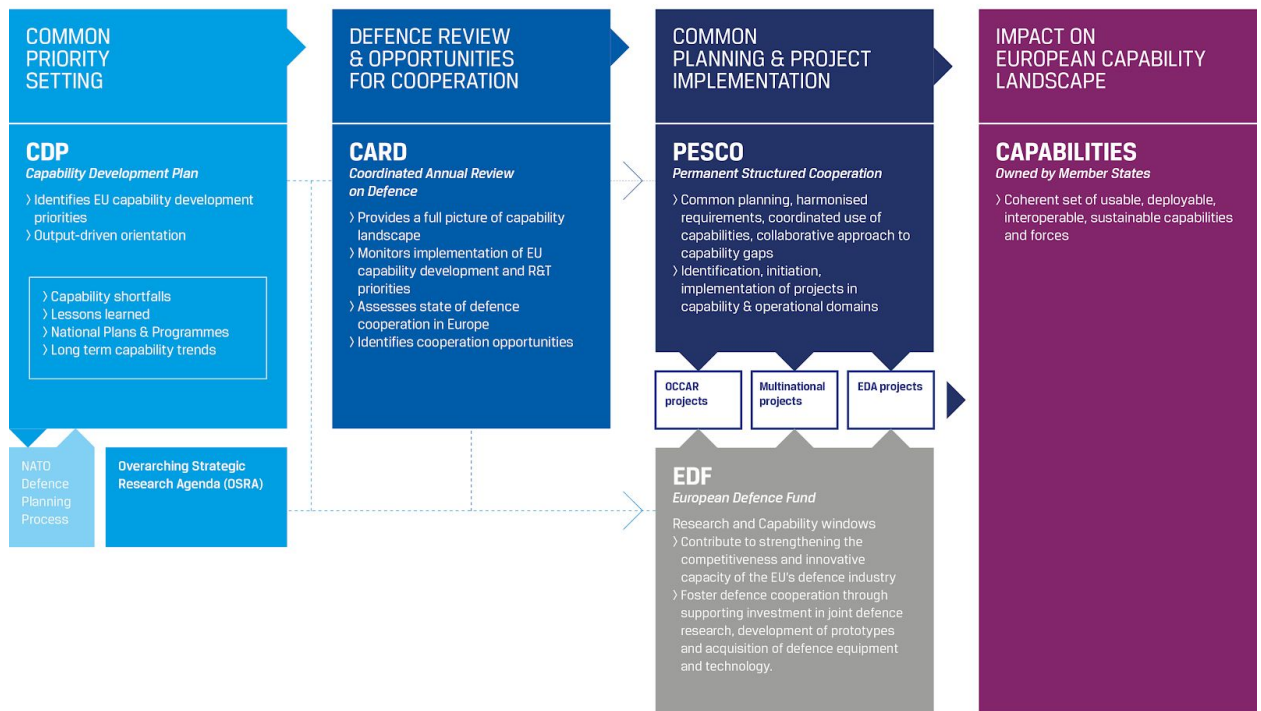 COMMON
PRIORITY
SETTING
CDP
Capability Development Plan
〉Identifies EU capability development
priorities
〉Output-driven orientation
〉Capability shortfalls
〉Lessons learned
〉National Plans & Programmes
〉Long term capability trends
NATO
Defence
Planning
Process
Overarching Strategic
Research Agenda (OSRA)
DEFENCE REVIEW
& OPPORTUNITIES
FOR COOPERATION
CARD
Coordinated Annual Review
on Defence
〉Provides a full picture of capability
landscape
〉Monitors implementation of EU
capability development and R&T
priorities
〉Assesses state of defence
cooperation in Europe
〉Identifies cooperation opportunities
COMMON
PLANNING & PROJECT
IMPLEMENTATION
PESCO
Permanent Structured Cooperation
〉Common planning, harmonised
requirements, coordinated use of
capabilities, collaborative approach to
capability gaps
〉Identification, initiation,
implementation of projects in
capability & operational domains
OCCAR
projects
Multinational
projects
EDA projects
EDF
European Defence Fund
Research and Capability windows
〉Contribute to strengthening the
competitiveness and innovative
capacity of the EU's defence industry
〉Foster defence cooperation through
supporting investment in joint defence
research, development of prototypes
and acquisition of defence equipment
and technology.
IMPACT ON
EUROPEAN CAPABILITY
LANDSCAPE
CAPABILITIES
Owned by Member States
〉Coherent set of usable, deployable,
interoperable, sustainable capabilities
and forces